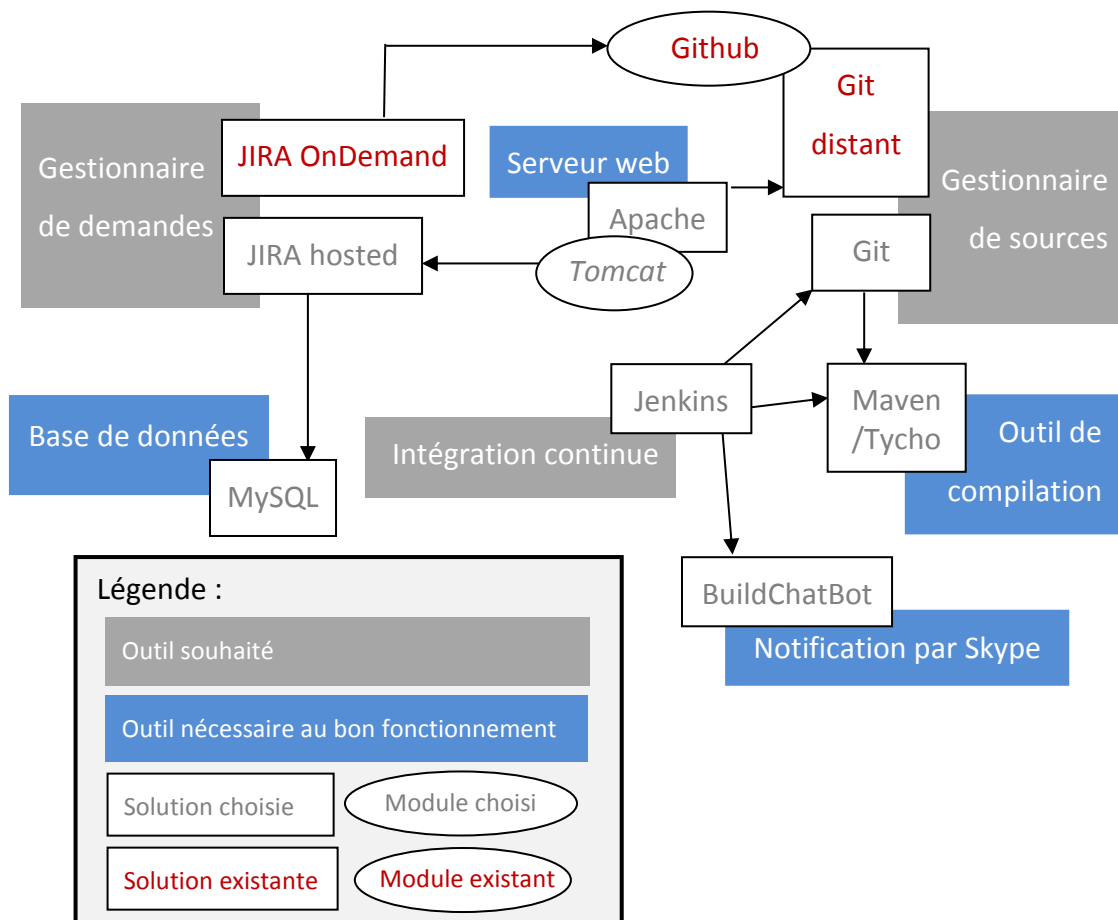 Github
Git
distant
JIRA OnDemand
Gestionnaire
de demandes
Serveur web
Gestionnaire
de sources
Apache
JIRA hosted
Git
Tomcat
Jenkins
Maven
/Tycho
Base de données
Intégration continue
Outil de
compilation
MySQL
BuildChatBot
Notification par Skype
Légende :
Outil souhaité
Outil nécessaire au bon fonctionnement
Solution choisie
Module choisi
Solution existante
Module existant